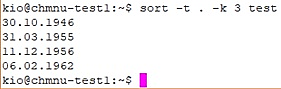 kio@chmnu-test1:~$ sort -t . -k 3 test
30.10.1946
31.03.1955
11.12.1956
06.02.1962
kio@chmnu-test1:~$